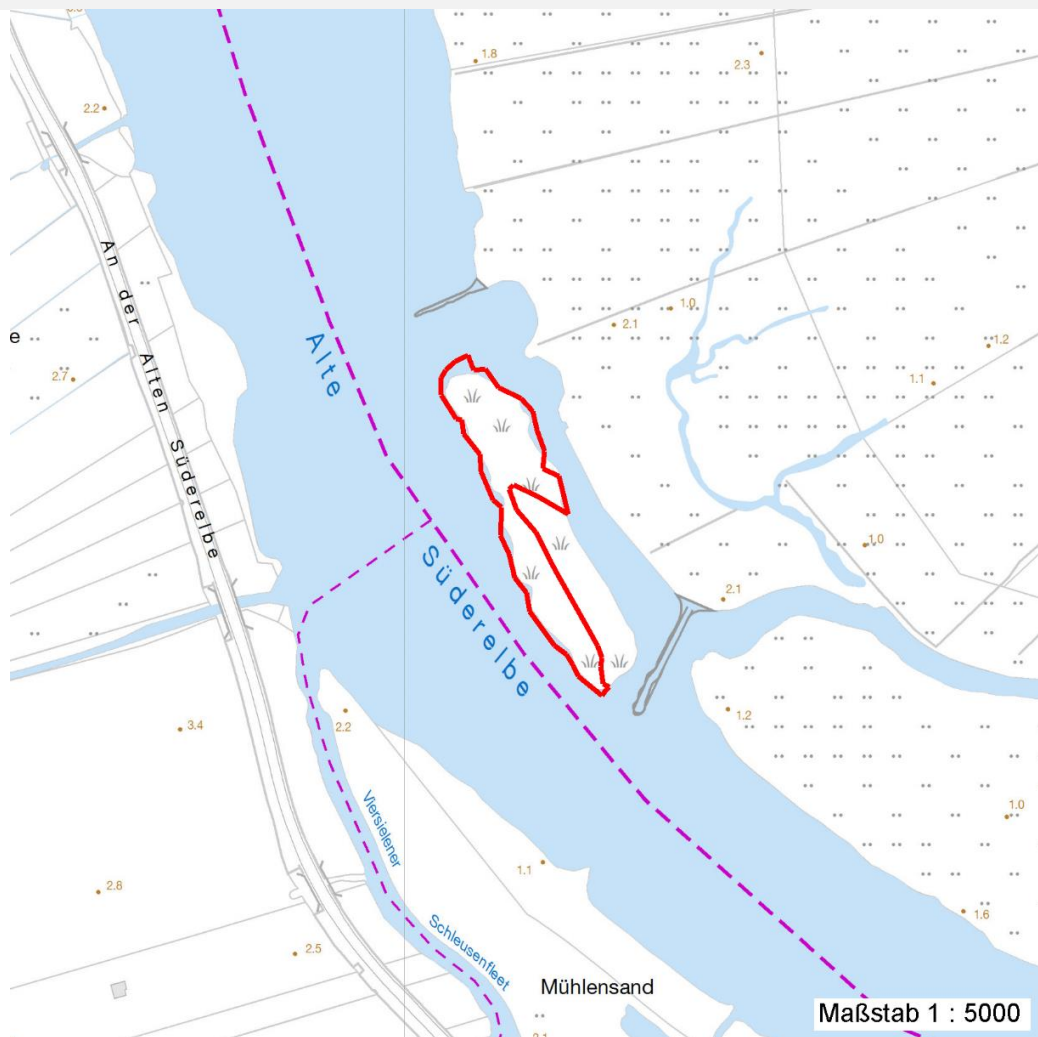 1.8
2.3
2.2
An der Alten Süderelbe
Alte
2.1
1.0
1.2
e
2.7
1.1
Süderelbe
1.0
2.1
2.2
1.2
3.4
Viersielener
1.0
1.1
2.8
1.6
Schleusenfleet
2.5
Mühlensand
Maßstab 1 : 5000